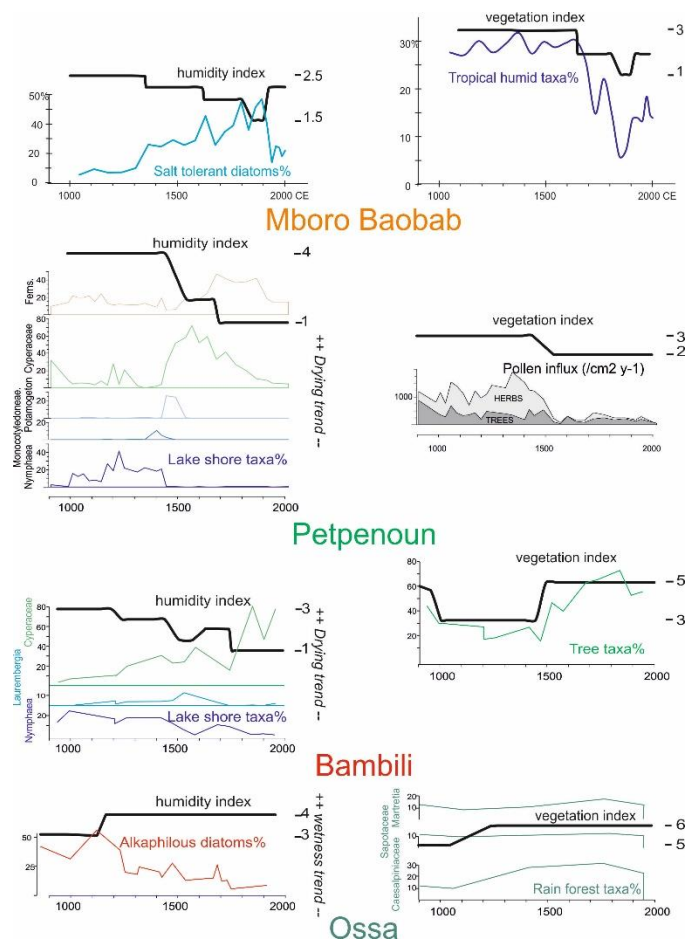 humidity index
2.5
1.5
50%
40
20
0
Salt tolerant diatoms%
1000
1500
2000 CE
vegetation index
3
1
30%
20
10
0
Tropical humid taxa%
1000
1500
2000 CE
Mboro Baobab
humidity index
4
1
Ferns.
40
20
Cyperaceae
60
40
20
Potamogeton
20
Monocotyledoneae.
20
Nymphaea
40
20
Lake shore taxa%
++ Drying trend --
1000
1500
2000
vegetation index
3
2
Pollen influx (/cm2 y-1)
1000
HERBS
TREES
1000
1500
2000
Petpenoun
humidity index
3
1
Cyperaceae
80
60
40
20
Laurembergia
10
Nymphaea
20
Lake shore taxa%
++ Drying trend --
1000
1500
2000
vegetation index
5
3
80
60
40
20
Tree taxa%
1000
1500
2000
Bambili
humidity index
4
3
50
25
Alkaphilous diatoms%
++ wetness trend --
1000
1500
2000
vegetation index
6
5
Martretia
20
10
Sapotaceae
10
Caesalpiniaceae
30
20
10
Rain forest taxa%
1000
1500
2000
Ossa